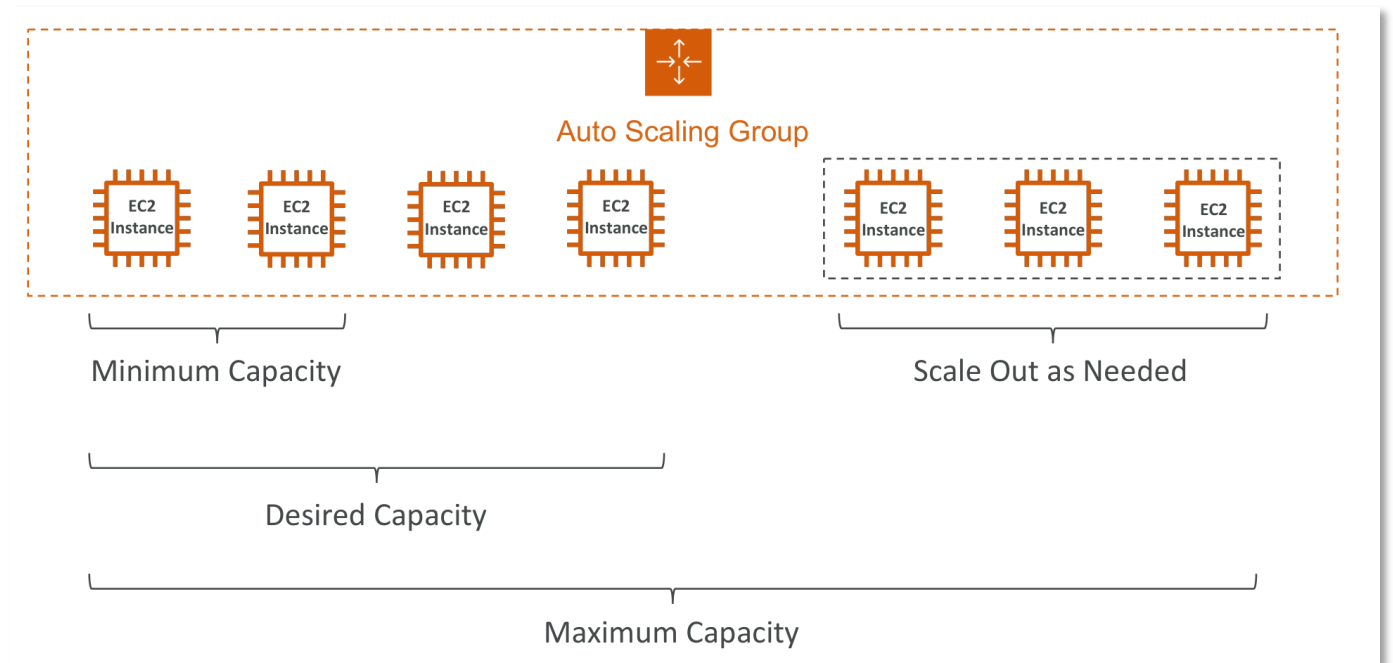 Auto Scaling Group
EC2
Instance
EC2
Instance
EC2
Instance
EC2
Instance
EC2
Instance
EC2
Instance
EC2
Instance
Minimum Capacity
Scale Out as Needed
Desired Capacity
Maximum Capacity